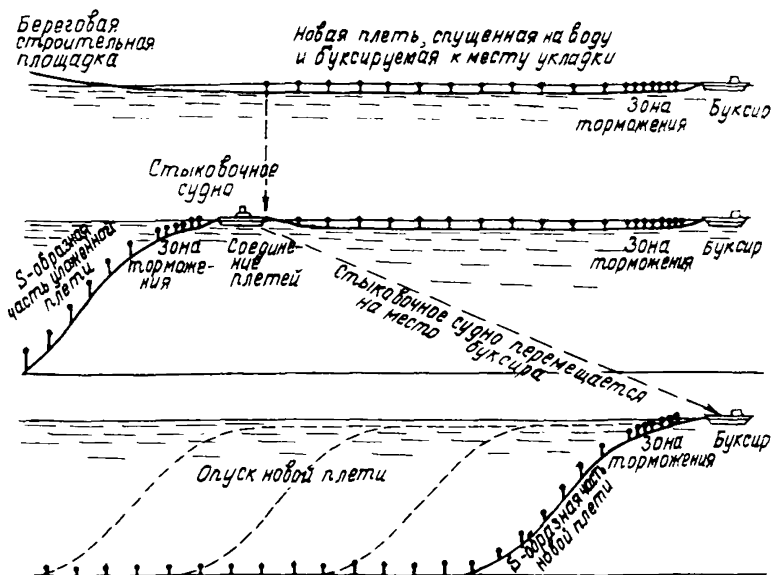 Береговая
строительная
площадка
Новая плеть, спущенная на воду
и буксируемая к месту укладки
Зона
торможения
Буксир
Стыковочное
судно
S-образная
часть уложенной
плети
Зона
торможе-
ния
Соедине-
ние
плетей
Зона
торможения
Буксир
Стыковочное судно перемещается
на место буксира
Опуск новой плети
S-образная часть
новой плети
Зона
торможения
Буксир